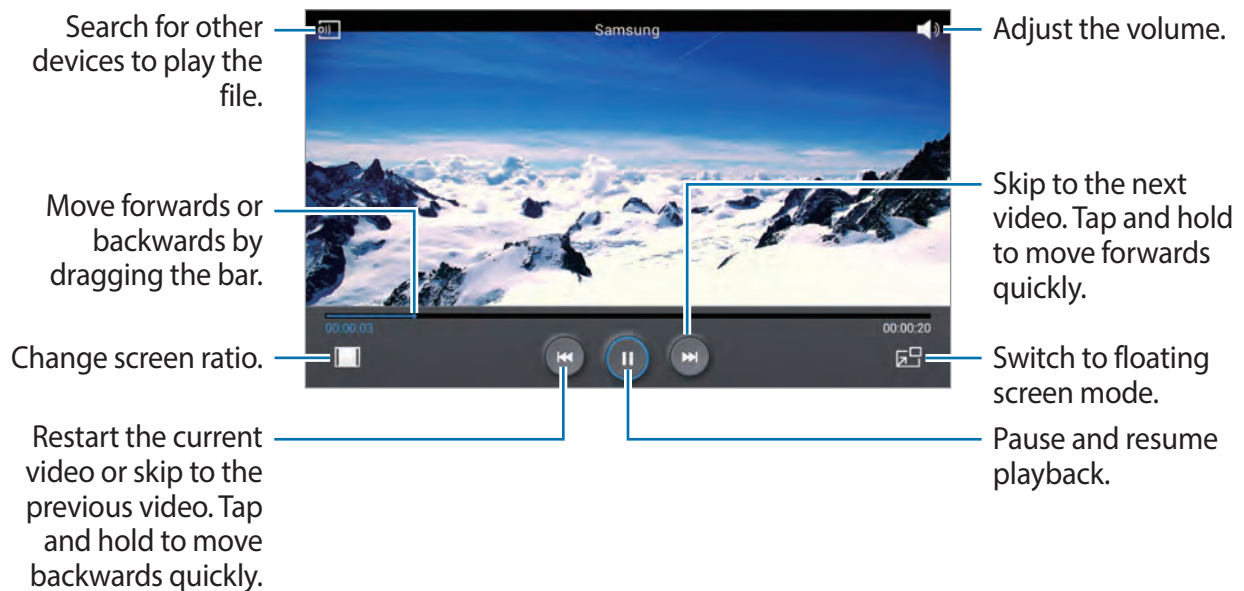 Search for other
devices to play the
file.
Samsung
Adjust the volume.
Move forwards or
backwards by
dragging the bar.
Skip to the next
video. Tap and hold
to move forwards
quickly.
00:00:03
00:00:20
Change screen ratio.
Switch to floating
screen mode.
Restart the current
video or skip to the
previous video. Tap
and hold to move
backwards quickly.
Pause and resume
playback.